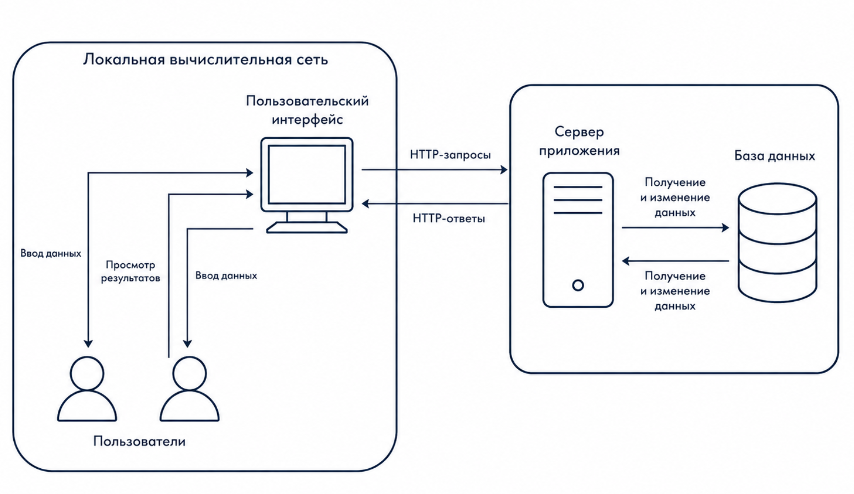 Локальная вычислительная сеть
Пользовательский
интерфейс
HTTP-запросы
HTTP-ответы
Ввод данных
Просмотр
результатов
Ввод данных
Пользователи
Сервер
приложения
База данных
Получение
и изменение
данных
Получение
и изменение
данных